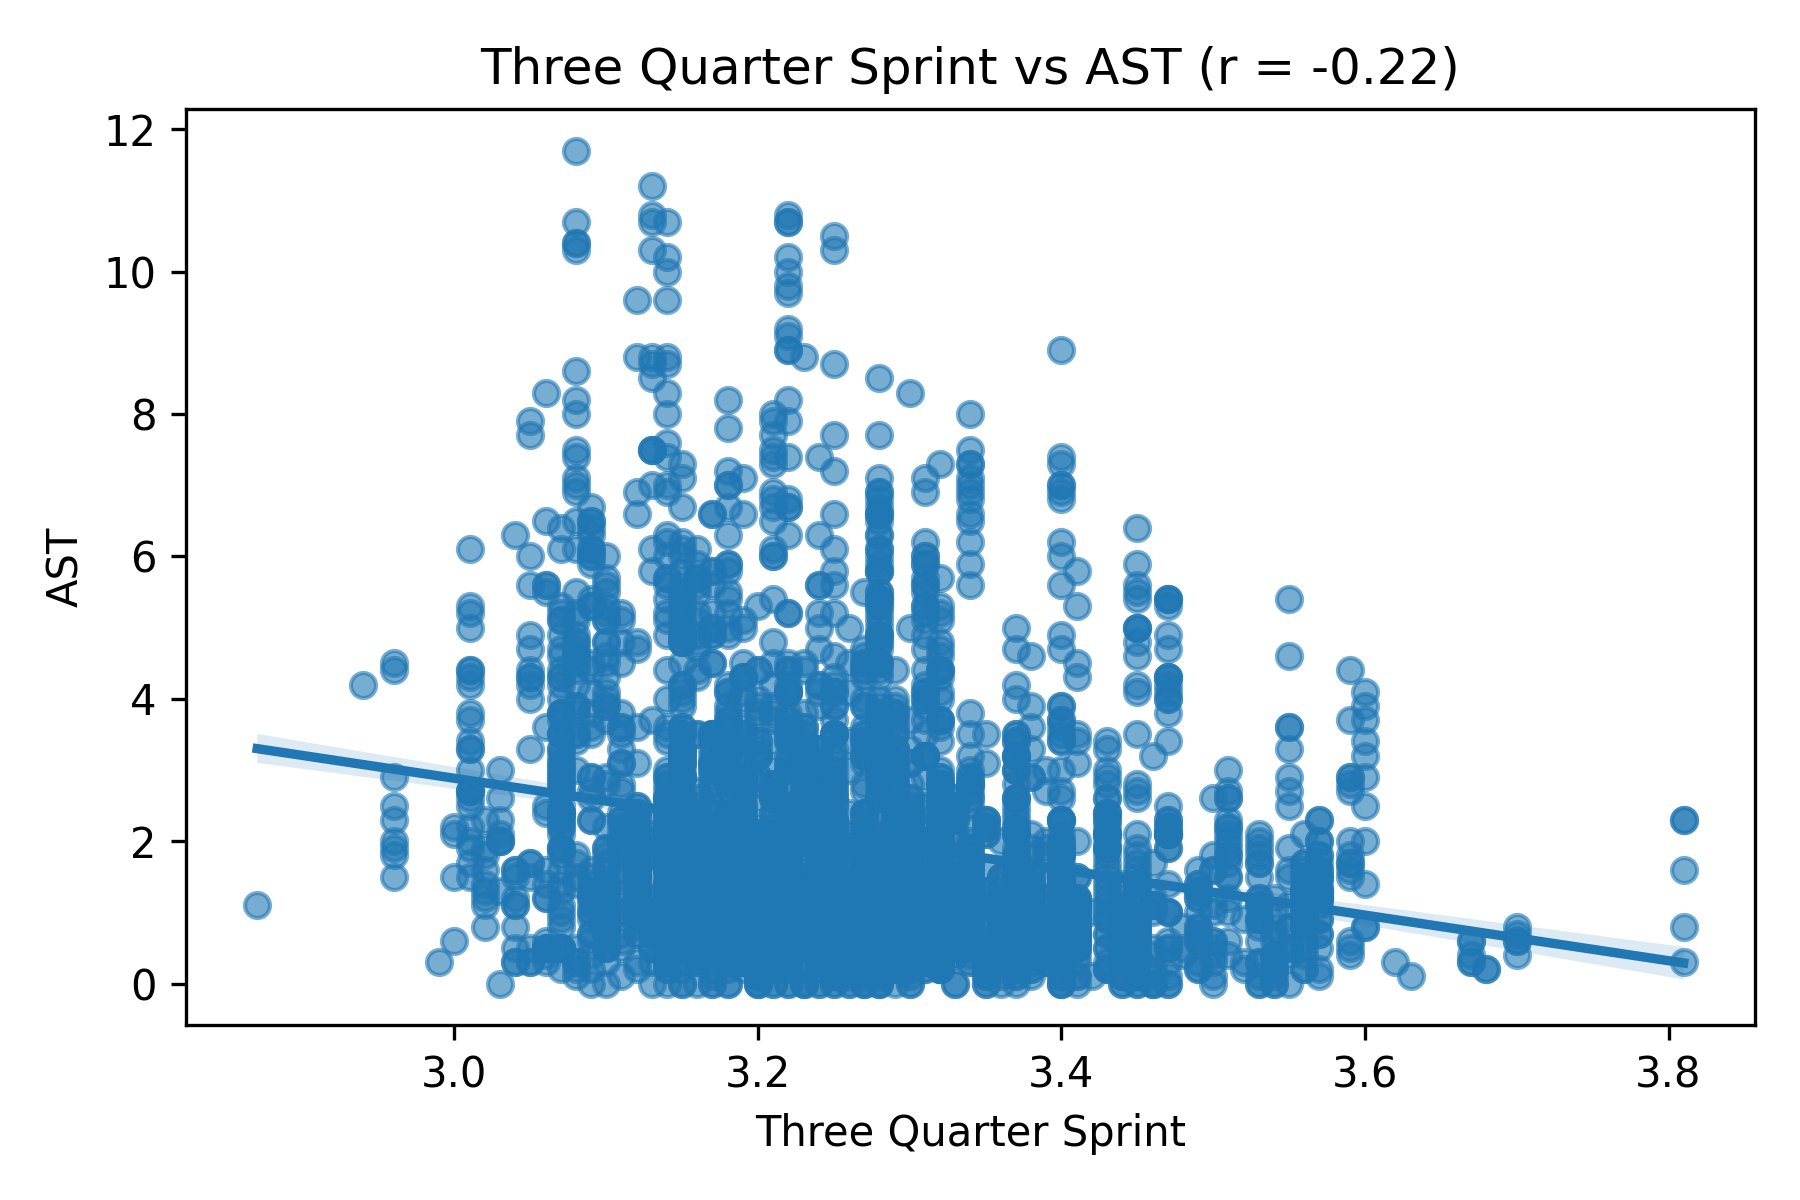 Three Quarter Sprint vs AST (r = -0.22)
12
10
8
6
4
2
0
AST
3.0 3.2 3.4 3.6 3.8
Three Quarter Sprint